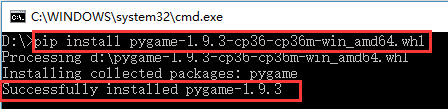 C:\WINDOWS\system32\cmd.exe
D:\>pip install pygame-1.9.3-cp36-cp36m-win_amd64.whl
Processing d:\pygame-1.9.3-cp36-cp36m-win_amd64.whl
Installing collected packages: pygame
Successfully installed pygame-1.9.3